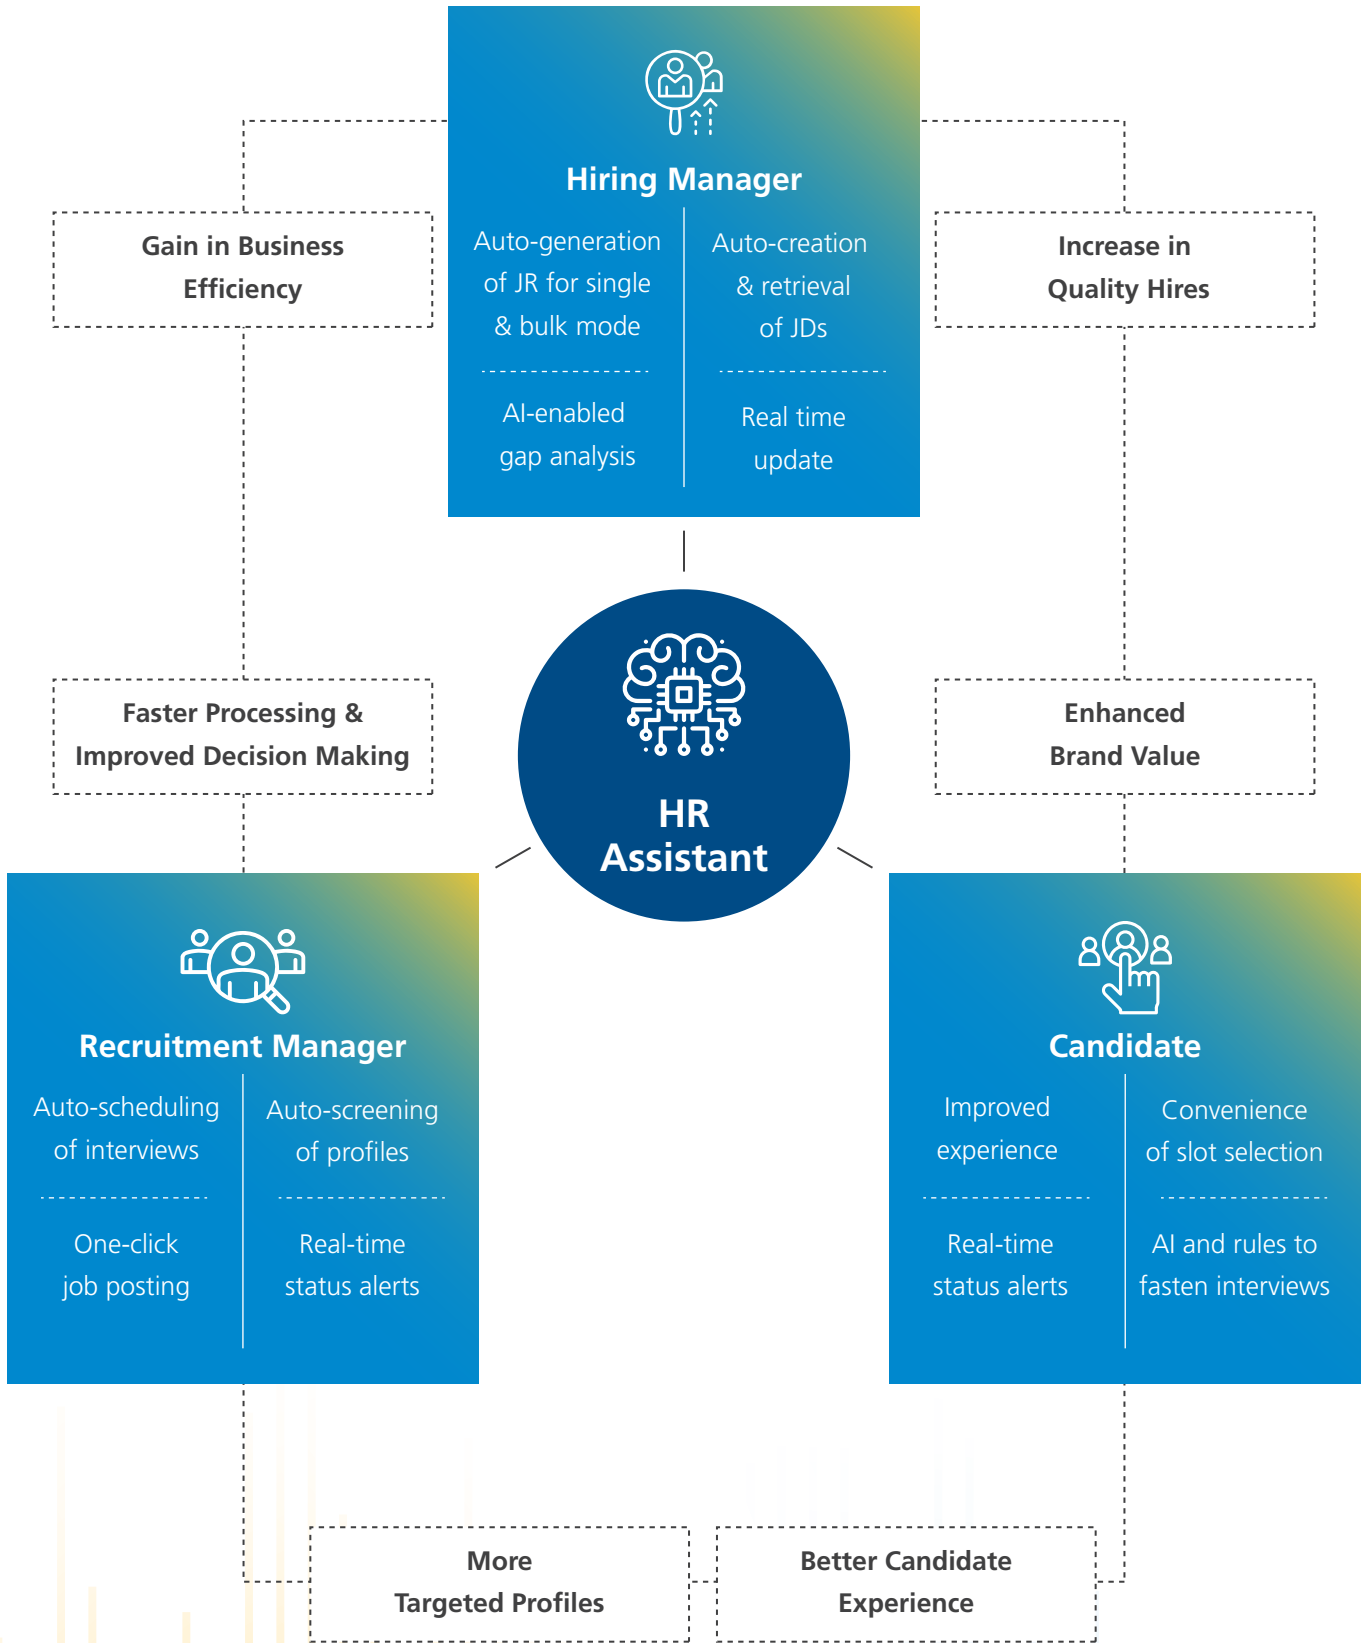 Hiring Manager
Auto-generation
of JR for single
& bulk mode
Auto-creation
& retrieval
of JDs
AI-enabled
gap analysis
Real time
update
Gain in Business
Efficiency
Increase in
Quality Hires
Faster Processing &
Improved Decision Making
HR
Assistant
Enhanced
Brand Value
Recruitment Manager
Auto-scheduling
of interviews
Auto-screening
of profiles
One-click
job posting
Real-time
status alerts
Candidate
Improved
experience
Convenience
of slot selection
Real-time
status alerts
AI and rules to
fasten interviews
More
Targeted Profiles
Better Candidate
Experience